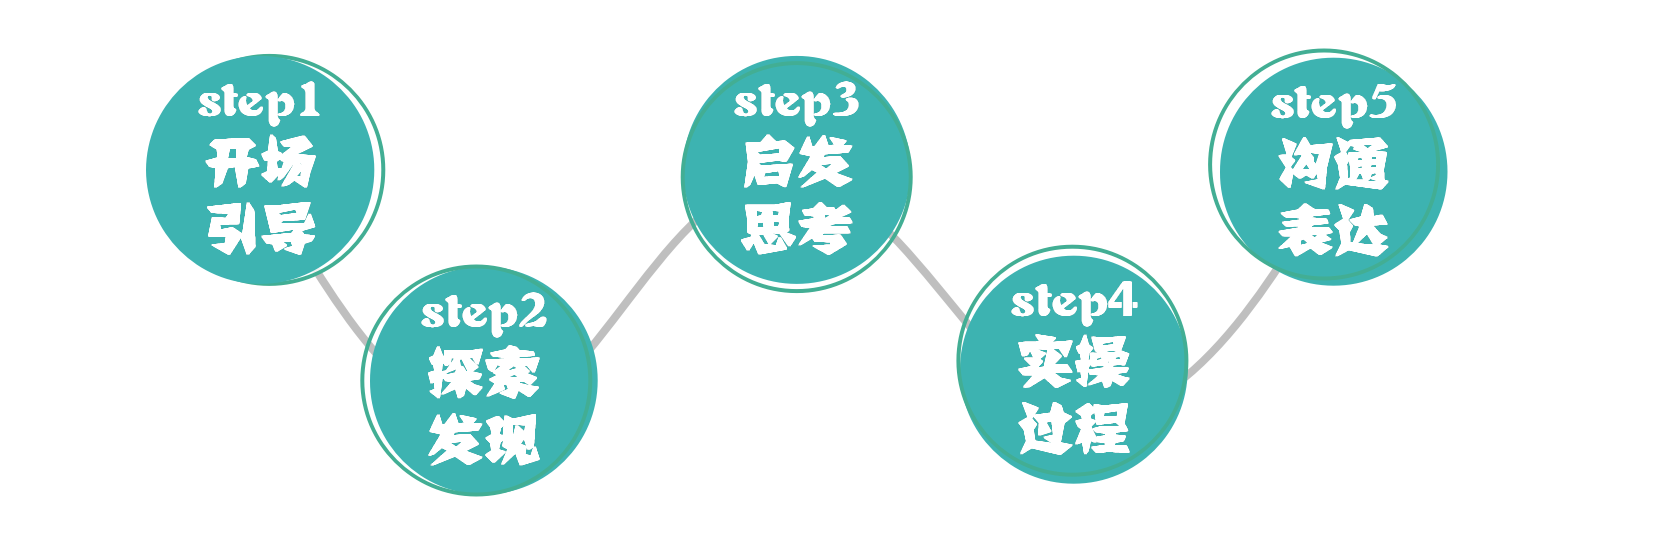 step1
开场
引导
step2
探索
发现
step3
启发
思考
step4
实操
过程
step5
沟通
表达